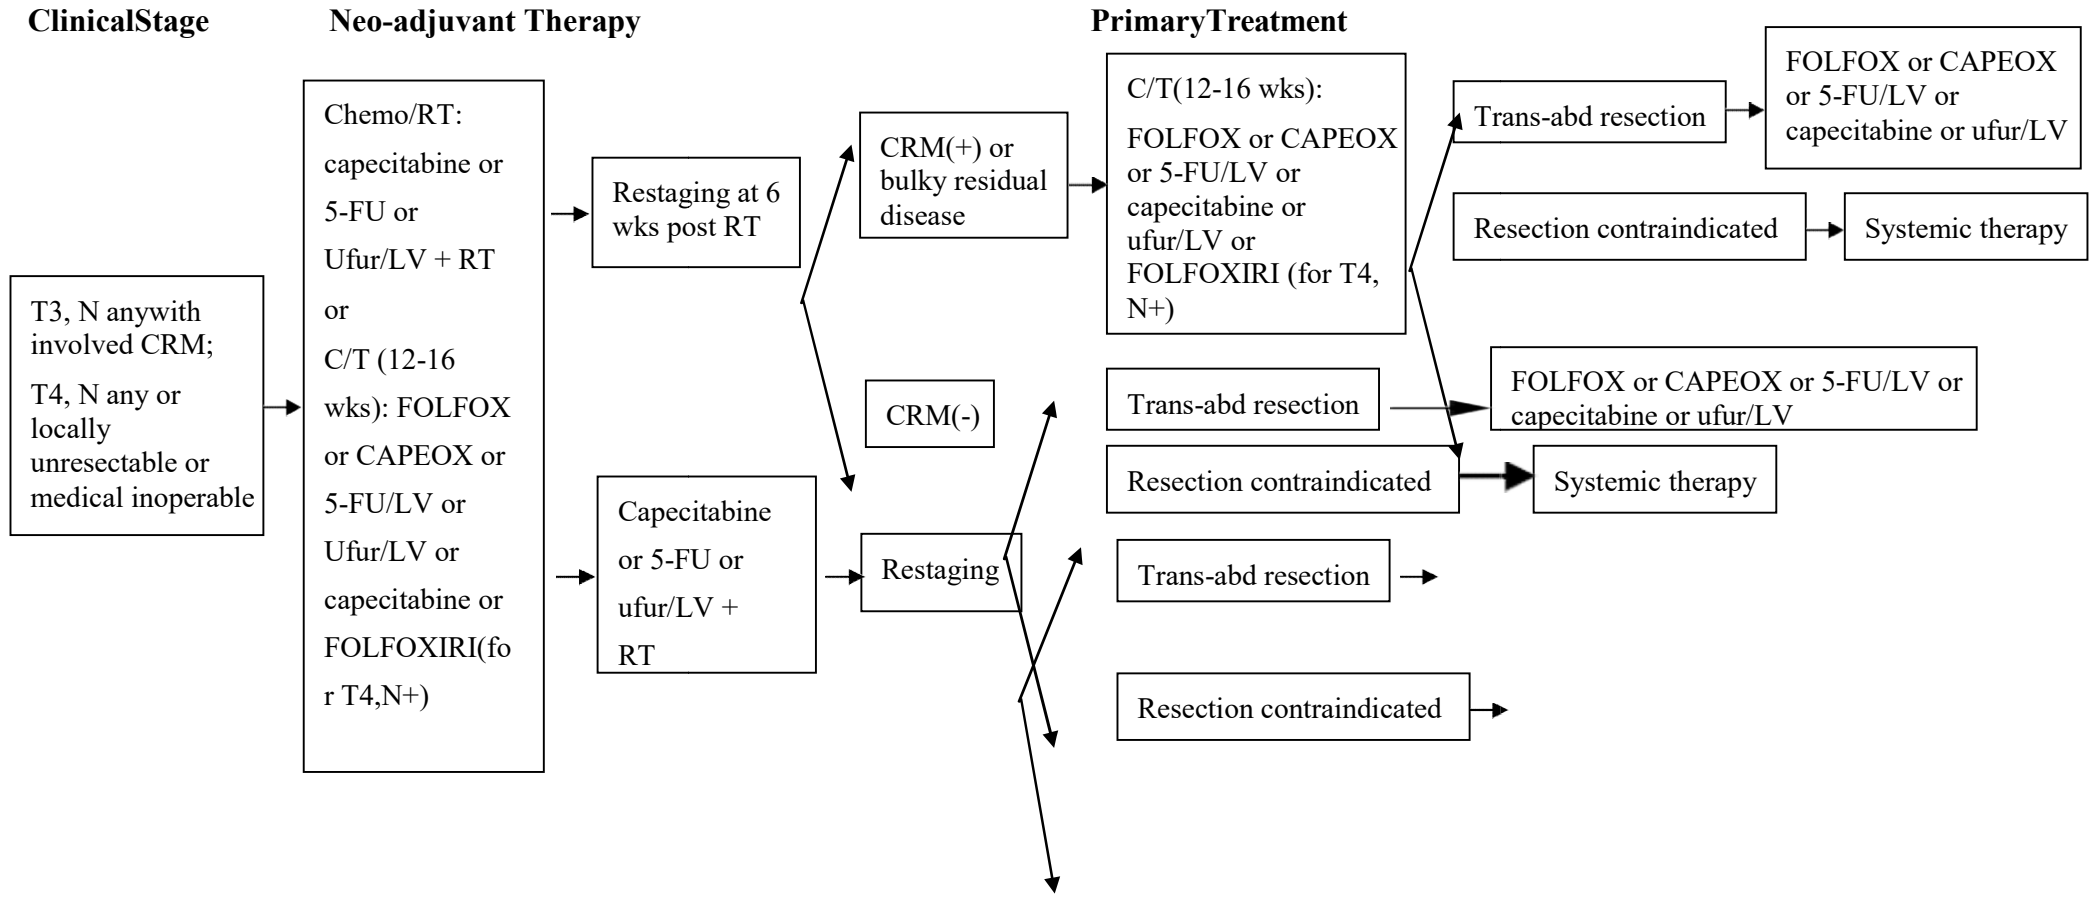 ClinicalStage
Neo-adjuvant Therapy
PrimaryTreatment
T3, N anywith
involved CRM;
T4, N any or
locally
unresectable or
medical inoperable
Chemo/RT:
capecitabine or
5-FU or
Ufur/LV + RT
or
C/T (12-16
wks): FOLFOX
or CAPEOX or
5-FU/LV or
Ufur/LV or
capecitabine or
FOLFOXIRI(fo
r T4,N+)
Restaging at 6
wks post RT
CRM(+) or
bulky residual
disease
C/T(12-16 wks):
FOLFOX or CAPEOX
or 5-FU/LV or
capecitabine or
ufur/LV or
FOLFOXIRI (for T4,
N+)
Trans-abd resection
FOLFOX or CAPEOX
or 5-FU/LV or
capecitabine or ufur/LV
Resection contraindicated
Systemic therapy
CRM(-)
Trans-abd resection
FOLFOX or CAPEOX or 5-FU/LV or
capecitabine or ufur/LV
Resection contraindicated
Systemic therapy
Capecitabine
or 5-FU or
ufur/LV +
RT
Restaging
Trans-abd resection
Resection contraindicated